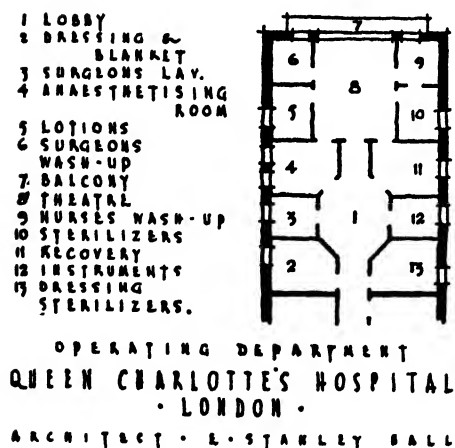 1 LOBBY
2 DRESSING &
BLANKET
3 SURGEONS LAV.
4 ANAESTHETISING
ROOM
5 LOTIONS
6 SURGEONS
WASH-UP
7. BALCONY
8 THEATRE
9 NURSES WASH-UP
10 STERILIZERS
11 RECOVERY
12 INSTRUMENTS
13 DRESSING
STERILIZERS.
7
6 9
8
5 10
4 11
3 1 12
2 13
OPERATING DEPARTMENT
QUEEN CHARLOTTE'S HOSPITAL
· LONDON ·
ARCHITECT · E · STANLEY HALL